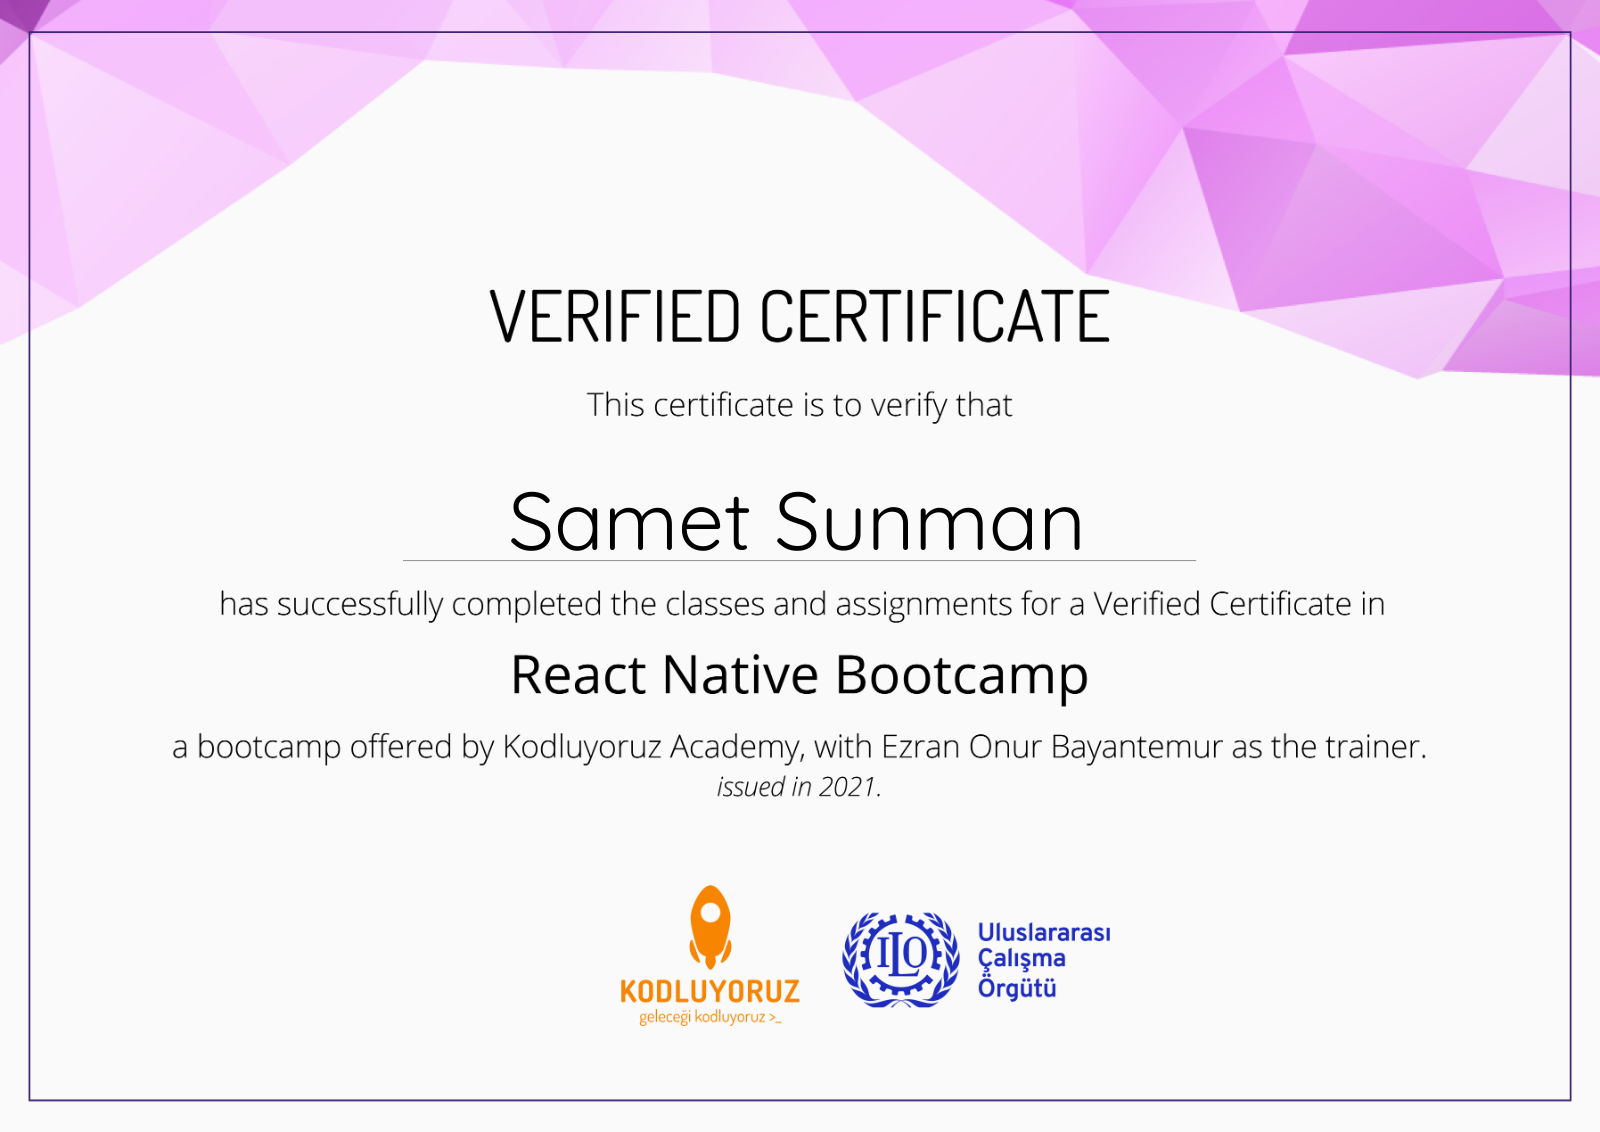 VERIFIED CERTIFICATE
This certificate is to verify that
Samet Sunman
has successfully completed the classes and assignments for a Verified Certificate in
React Native Bootcamp
a bootcamp offered by Kodluyoruz Academy, with Ezran Onur Bayantemur as the trainer.
issued in 2021.
KODLUYORUZ
geleceği kodluyoruz >_
ILO
Uluslararası
Çalışma
Örgütü